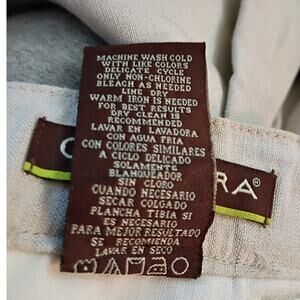 MACHINE WASH COLD
WITH LIKE COLORS
DELICATE CYCLE
ONLY NON-CHLORINE
BLEACH AS NEEDED
LINE DRY
WARM IRON IS NEEDED
FOR BEST RESULTS
DRY CLEAN IS
RECOMMENDED
LAVAR EN LAVADORA
CON AGUA FRIA
CON COLORES SIMILARES
A CICLO DELICADO
SOLAMENTE
BLANQUEADOR
SIN CLORO
CUANDO NECESARIO
SECAR COLGADO
PLANCHA TIBIA SI
ES NECESARIO
PARA MEJOR RESULTADO
SE RECOMIENDA
LAVAR EN SECO
C
RA®